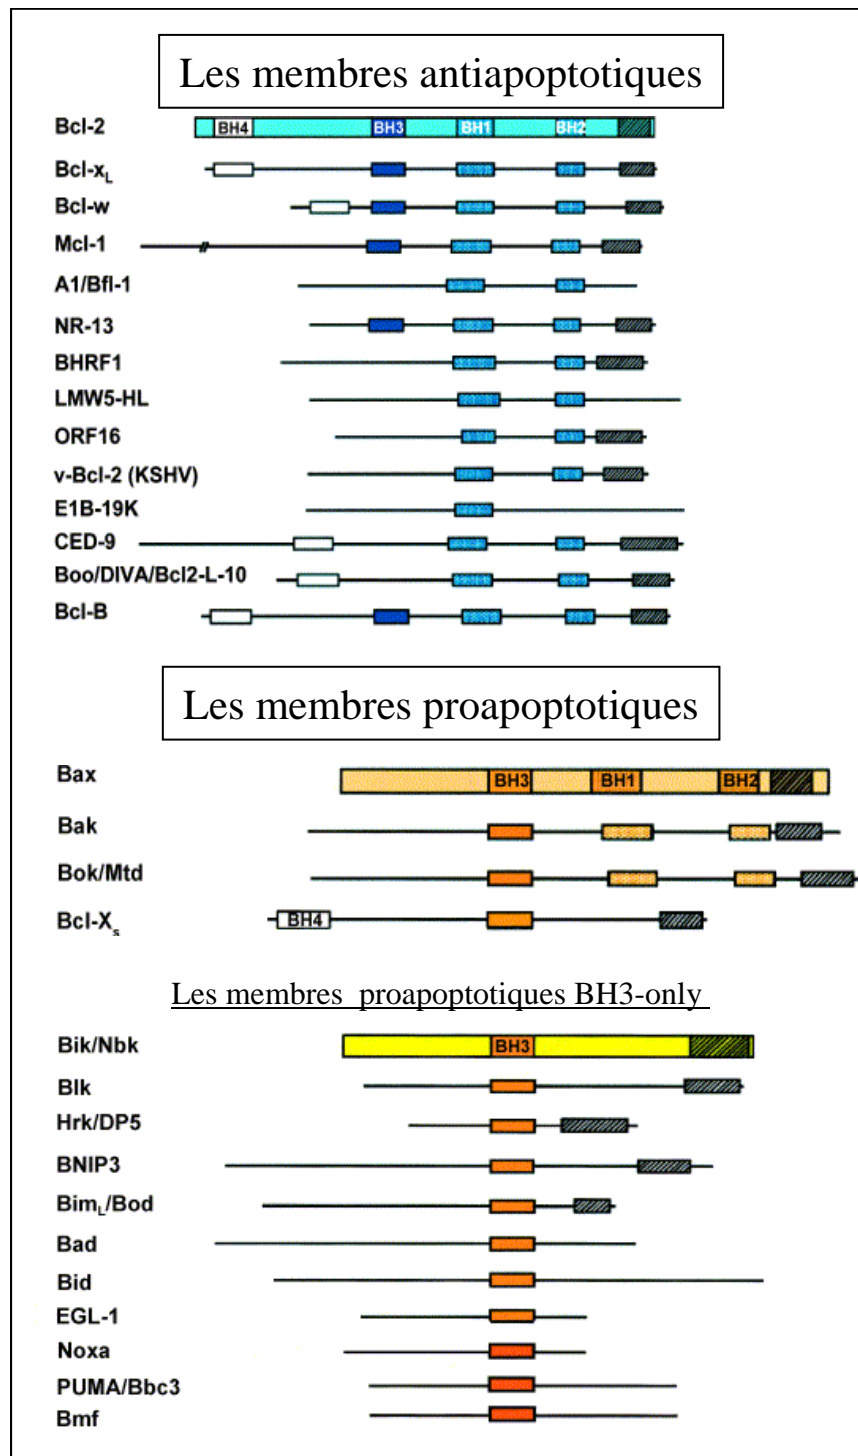 Les membres antiapoptotiques
Bcl-2 BH4 BH3 BH1 BH2
Bcl-xL
Bcl-w
Mcl-1
A1/Bfl-1
NR-13
BHRF1
LMW5-HL
ORF16
v-Bcl-2 (KSHV)
E1B-19K
CED-9
Boo/DIVA/Bcl2-L-10
Bcl-B
Les membres proapoptotiques
Bax BH3 BH1 BH2
Bak
Bok/Mtd
Bcl-Xs BH4
Les membres proapoptotiques BH3-only
Bik/Nbk BH3
Blk
Hrk/DP5
BNIP3
BimL/Bod
Bad
Bid
EGL-1
Noxa
PUMA/Bbc3
Bmf